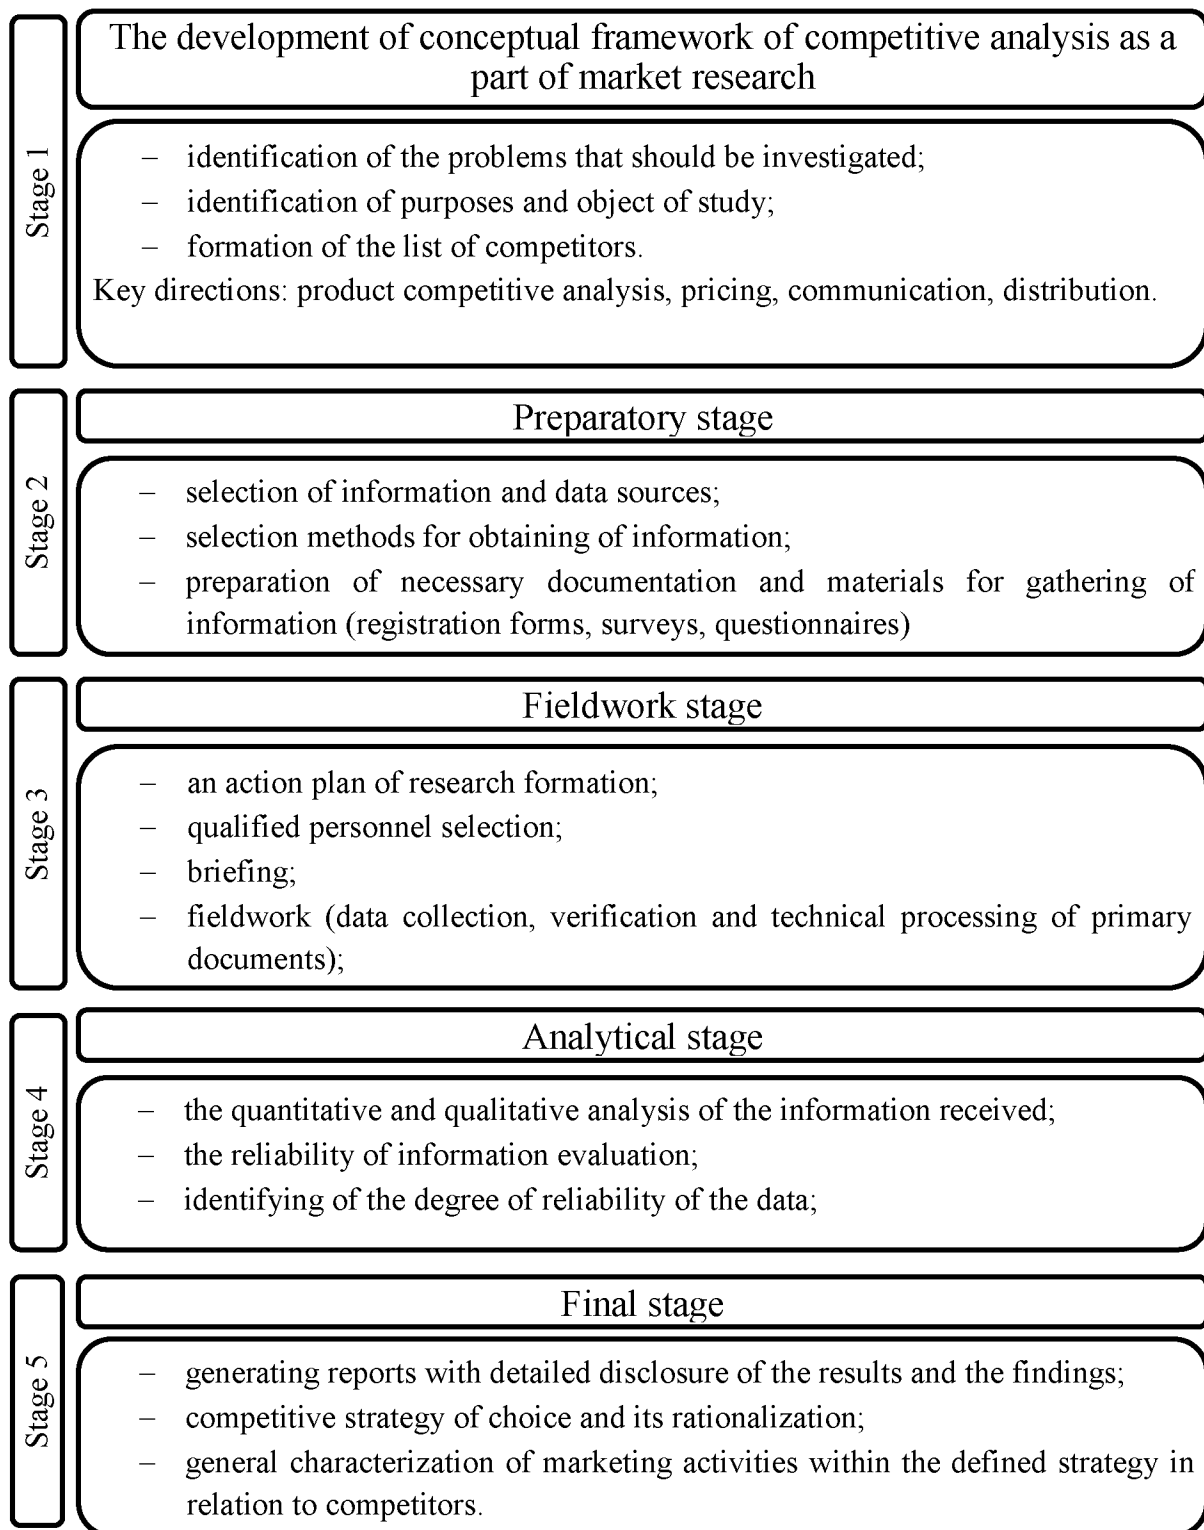 Stage 1
The development of conceptual framework of competitive analysis as a
part of market research
– identification of the problems that should be investigated;
– identification of purposes and object of study;
– formation of the list of competitors.
Key directions: product competitive analysis, pricing, communication, distribution.
Stage 2
Preparatory stage
– selection of information and data sources;
– selection methods for obtaining of information;
– preparation of necessary documentation and materials for gathering of
information (registration forms, surveys, questionnaires)
Stage 3
Fieldwork stage
– an action plan of research formation;
– qualified personnel selection;
– briefing;
– fieldwork (data collection, verification and technical processing of primary
documents);
Stage 4
Analytical stage
– the quantitative and qualitative analysis of the information received;
– the reliability of information evaluation;
– identifying of the degree of reliability of the data;
Stage 5
Final stage
– generating reports with detailed disclosure of the results and the findings;
– competitive strategy of choice and its rationalization;
– general characterization of marketing activities within the defined strategy in
relation to competitors.